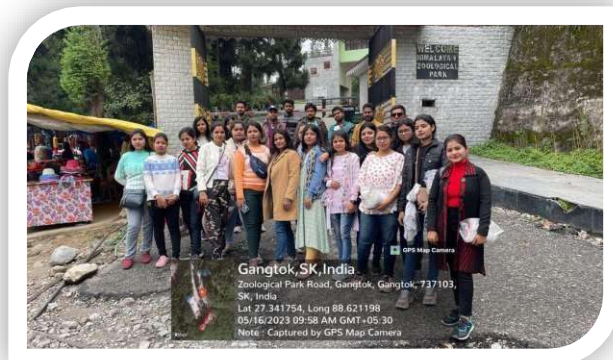 WELCOME
HIMALAYAN
ZOOLOGICAL
PARK
GPS Map Camera
Gangtok,SK,India
Zoological Park Road, Gangtok, Gangtok, 737103,
SK, India
Lat 27.341754, Long 88.621198
05/16/2023 09:58 AM GMT+05:30
Note : Captured by GPS Map Camera